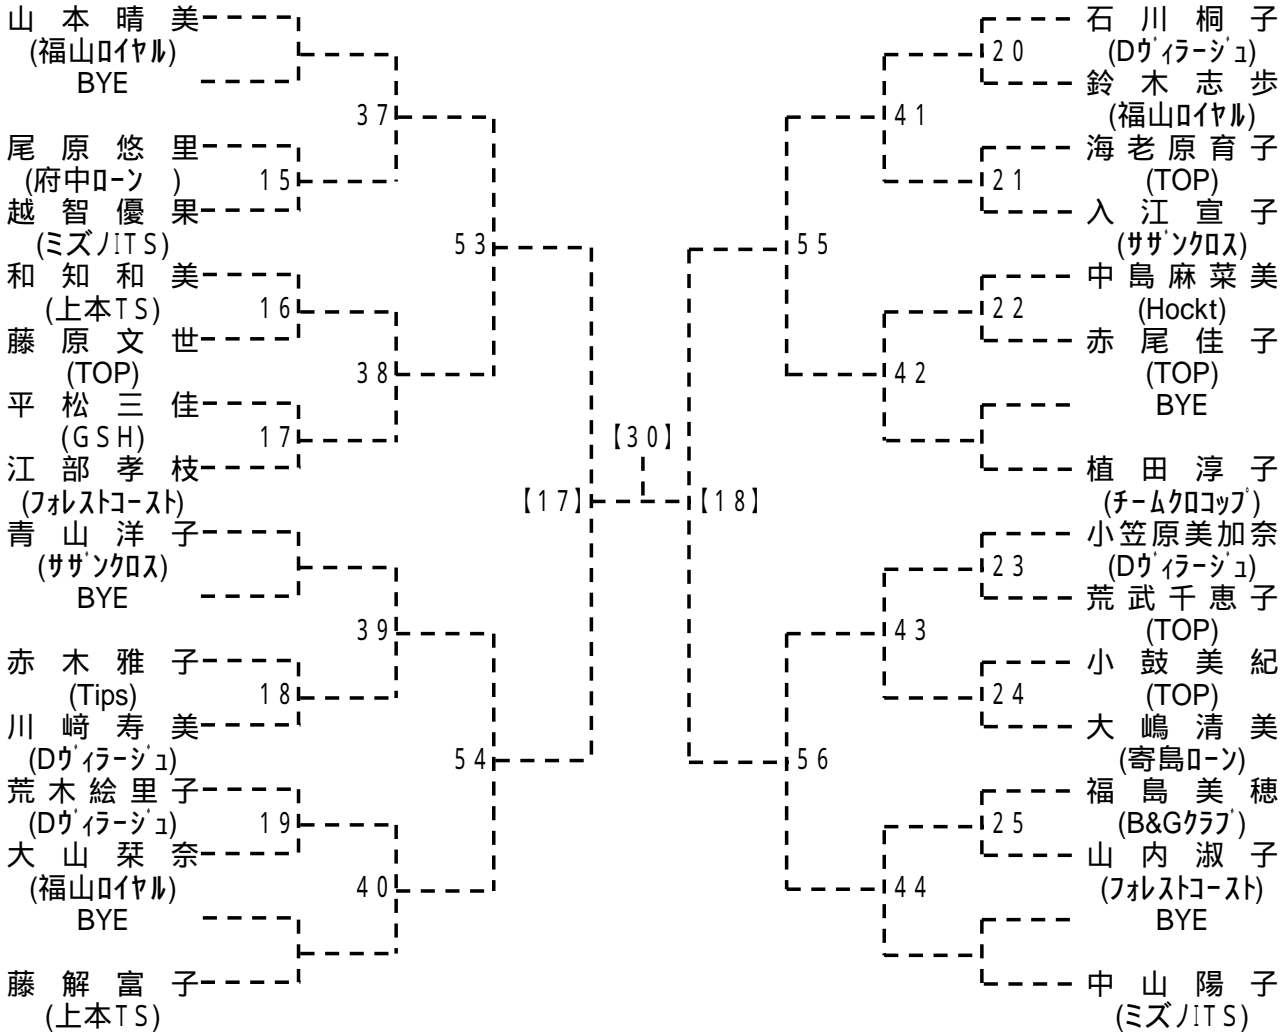 山本晴美
(福山ロイヤル)
BYE
37
尾原悠里
(府中ローン )
15
越智優果
(ミズノITS)
53
和知和美
(上本TS)
16
藤原文世
(TOP)
38
平松三佳
(GSH)
17
江部孝枝
(フォレストコースト)
【17】
青山洋子
(サザンクロス)
BYE
39
赤木雅子
(Tips)
18
川﨑寿美
(Dヴィラージュ)
54
荒木絵里子
(Dヴィラージュ)
19
大山栞奈
(福山ロイヤル)
40
BYE
藤解富子
(上本TS)
【30】
石川桐子
20
(Dヴィラージュ)
鈴木志歩
(福山ロイヤル)
41
海老原育子
21
(TOP)
入江宣子
(サザンクロス)
55
中島麻菜美
22
(Hockt)
赤尾佳子
(TOP)
42
BYE
植田淳子
(チームクロコップ)
【18】
小笠原美加奈
23
(Dヴィラージュ)
荒武千恵子
(TOP)
43
小鼓美紀
24
(TOP)
大嶋清美
(寄島ローン)
56
福島美穂
25
(B&Gクラブ)
山内淑子
(フォレストコースト)
44
BYE
中山陽子
(ミズノITS)